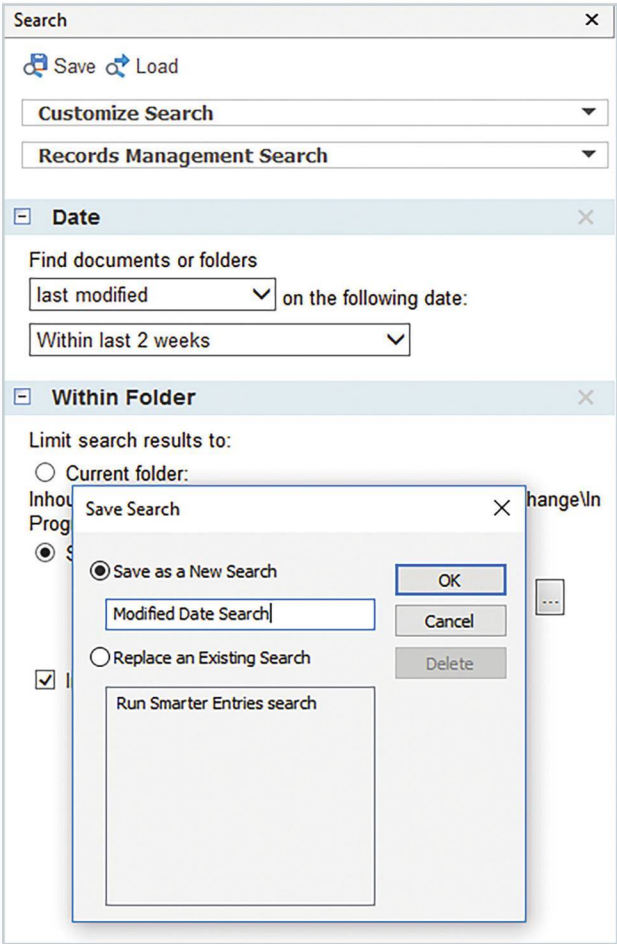 Search
Save Load
Customize Search
Records Management Search
Date
Find documents or folders
last modified on the following date:
Within last 2 weeks
Within Folder
Limit search results to:
Current folder:
Inhou hange\In
Prog
S
...
Save Search
Save as a New Search
Modified Date Search
Replace an Existing Search
Run Smarter Entries search
OK
Cancel
Delete